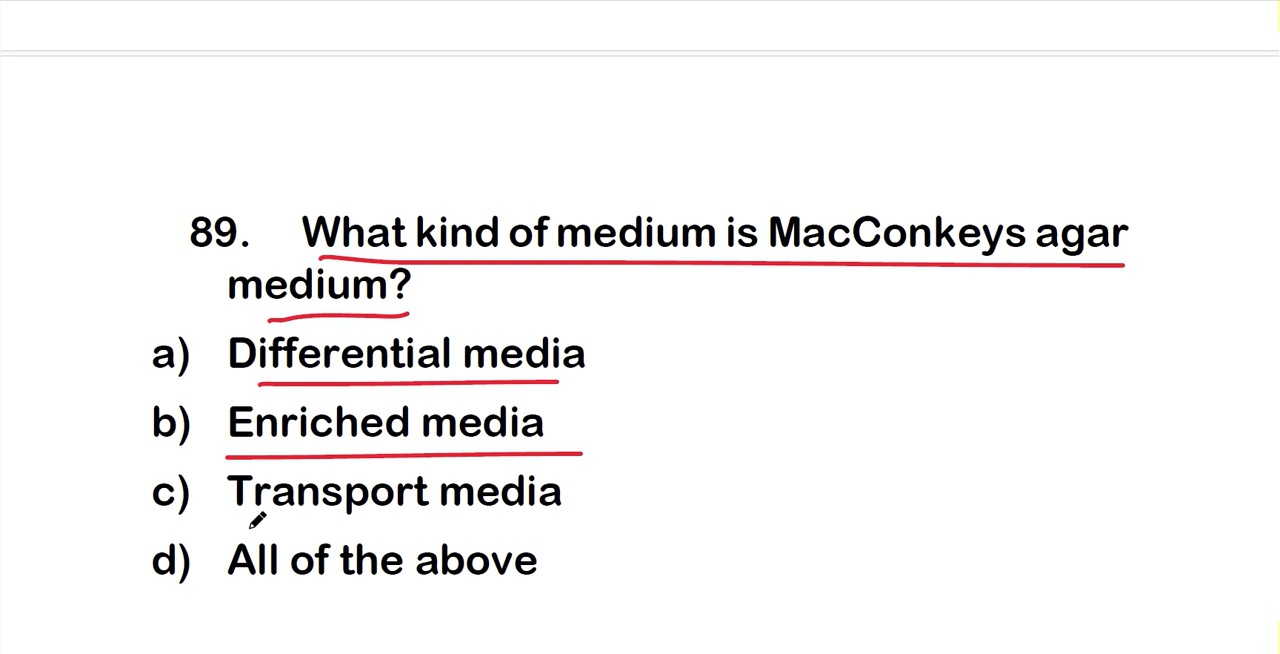 89. What kind of medium is MacConkeys agar
medium?
a) Differential media
b) Enriched media
c) Transport media
d) All of the above